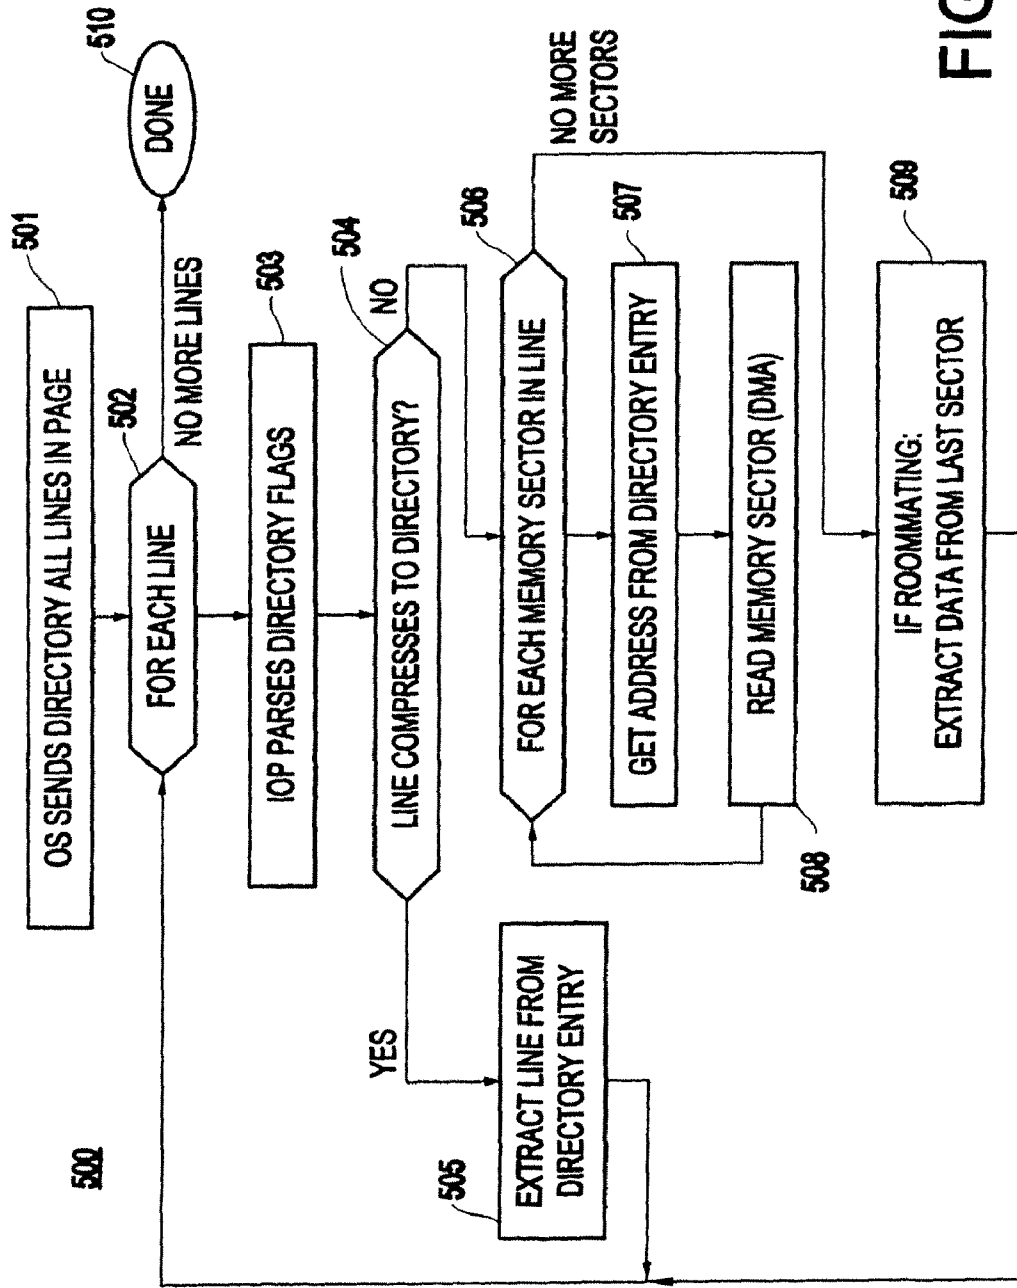 500
OS SENDS DIRECTORY ALL LINES IN PAGE
501
FOR EACH LINE
502
NO MORE LINES
DONE
510
IOP PARSES DIRECTORY FLAGS
503
LINE COMPRESSES TO DIRECTORY?
504
YES
NO
505
EXTRACT LINE FROM
DIRECTORY ENTRY
FOR EACH MEMORY SECTOR IN LINE
506
NO MORE
SECTORS
GET ADDRESS FROM DIRECTORY ENTRY
507
READ MEMORY SECTOR (DMA)
508
IF ROOMMATING:
EXTRACT DATA FROM LAST SECTOR
509